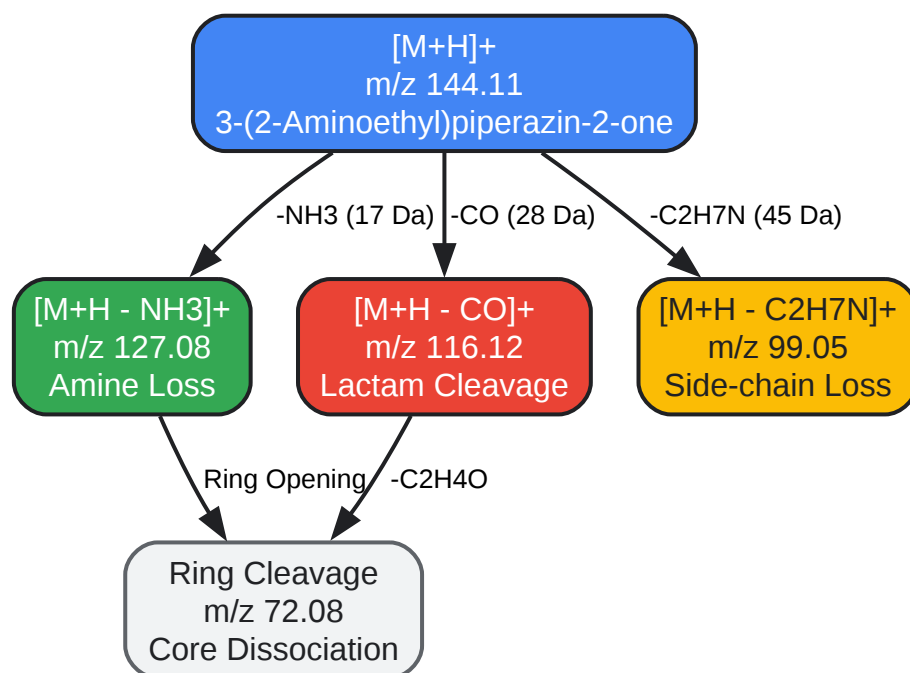 [M+H]+
m/z 144.11
3-(2-Aminoethyl)piperazin-2-one
-NH3 (17 Da)
-CO (28 Da)
-C2H7N (45 Da)
[M+H - NH3]+
m/z 127.08
Amine Loss
[M+H - CO]+
m/z 116.12
Lactam Cleavage
[M+H - C2H7N]+
m/z 99.05
Side-chain Loss
Ring Opening
-C2H4O
Ring Cleavage
m/z 72.08
Core Dissociation